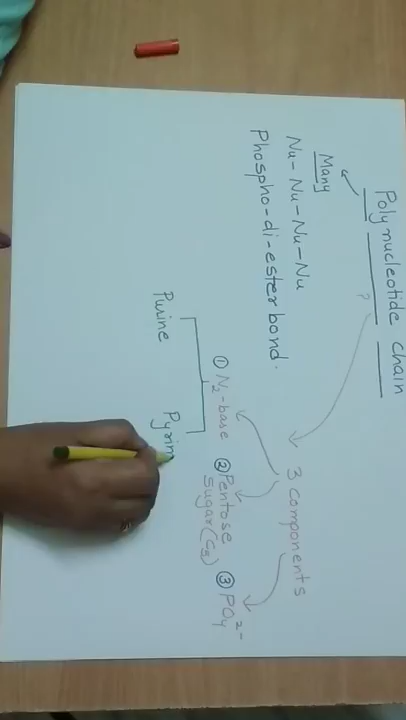 Polynucleotide chain
Many
Nu-Nu-Nu-Nu
Phospho-di-ester bond.
3 components
① N2-base
② Pentose
Sugar (C5)
③ PO4 2-
Purine
Pyrim